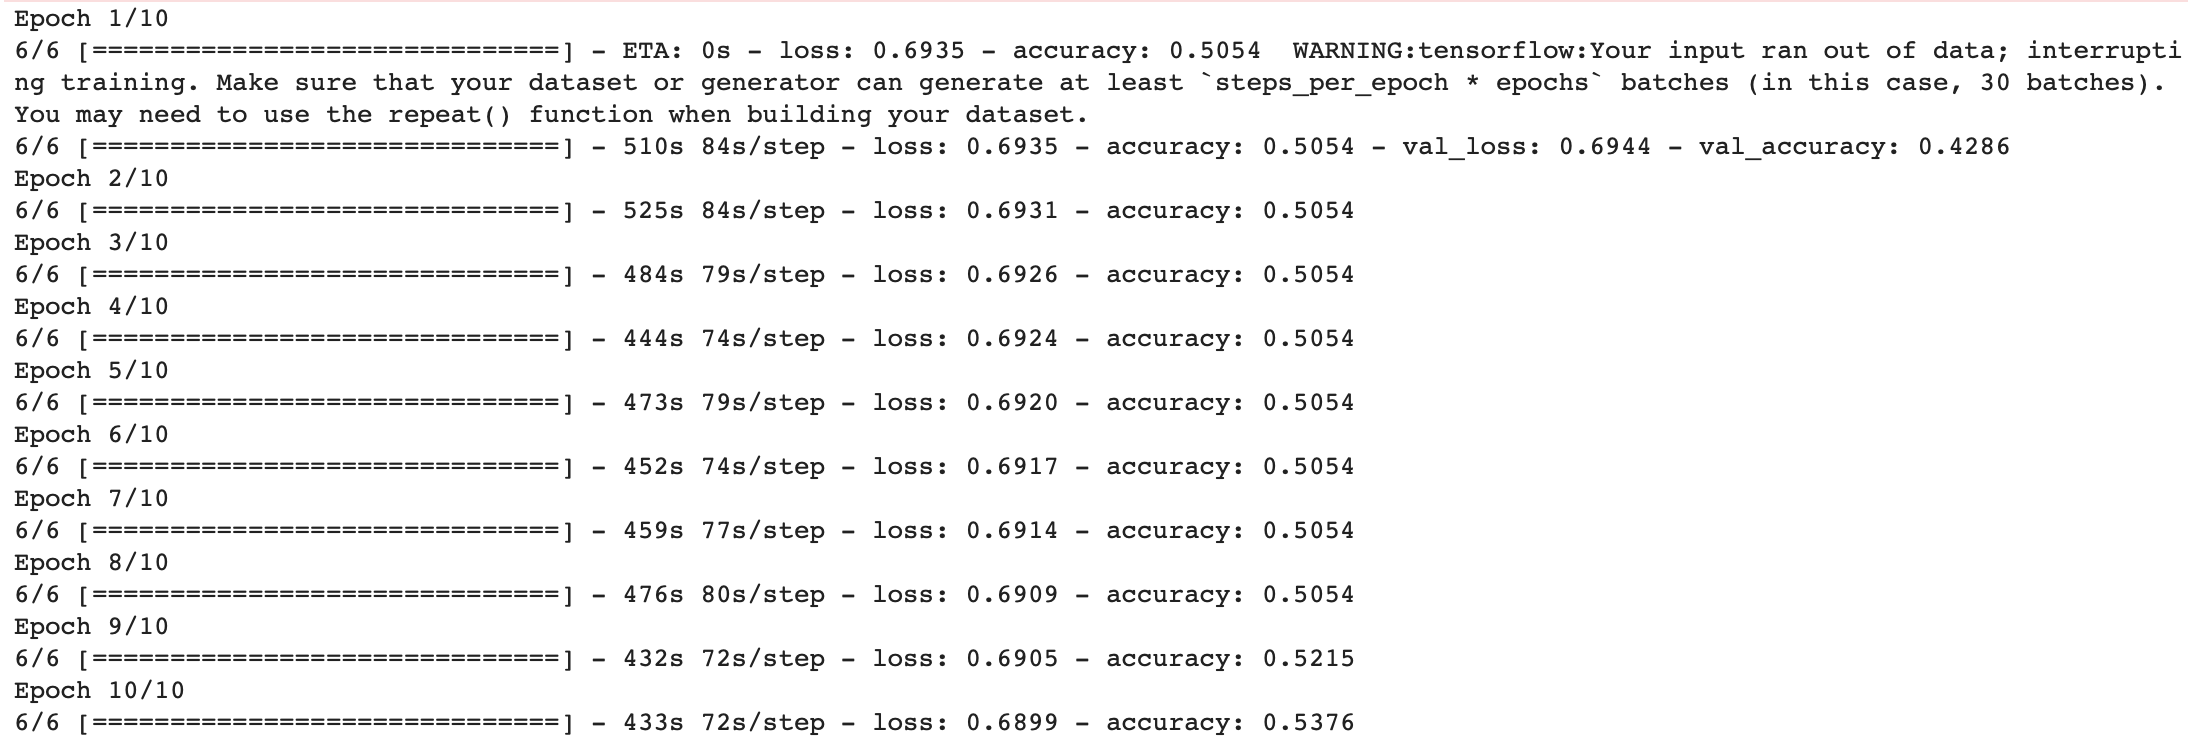 Epoch 1/10
6/6 [==============================] - ETA: 0s - loss: 0.6935 - accuracy: 0.5054  WARNING:tensorflow:Your input ran out of data; interrupti
ng training. Make sure that your dataset or generator can generate at least `steps_per_epoch * epochs` batches (in this case, 30 batches).
You may need to use the repeat() function when building your dataset.
6/6 [==============================] - 510s 84s/step - loss: 0.6935 - accuracy: 0.5054 - val_loss: 0.6944 - val_accuracy: 0.4286
Epoch 2/10
6/6 [==============================] - 525s 84s/step - loss: 0.6931 - accuracy: 0.5054
Epoch 3/10
6/6 [==============================] - 484s 79s/step - loss: 0.6926 - accuracy: 0.5054
Epoch 4/10
6/6 [==============================] - 444s 74s/step - loss: 0.6924 - accuracy: 0.5054
Epoch 5/10
6/6 [==============================] - 473s 79s/step - loss: 0.6920 - accuracy: 0.5054
Epoch 6/10
6/6 [==============================] - 452s 74s/step - loss: 0.6917 - accuracy: 0.5054
Epoch 7/10
6/6 [==============================] - 459s 77s/step - loss: 0.6914 - accuracy: 0.5054
Epoch 8/10
6/6 [==============================] - 476s 80s/step - loss: 0.6909 - accuracy: 0.5054
Epoch 9/10
6/6 [==============================] - 432s 72s/step - loss: 0.6905 - accuracy: 0.5215
Epoch 10/10
6/6 [==============================] - 433s 72s/step - loss: 0.6899 - accuracy: 0.5376